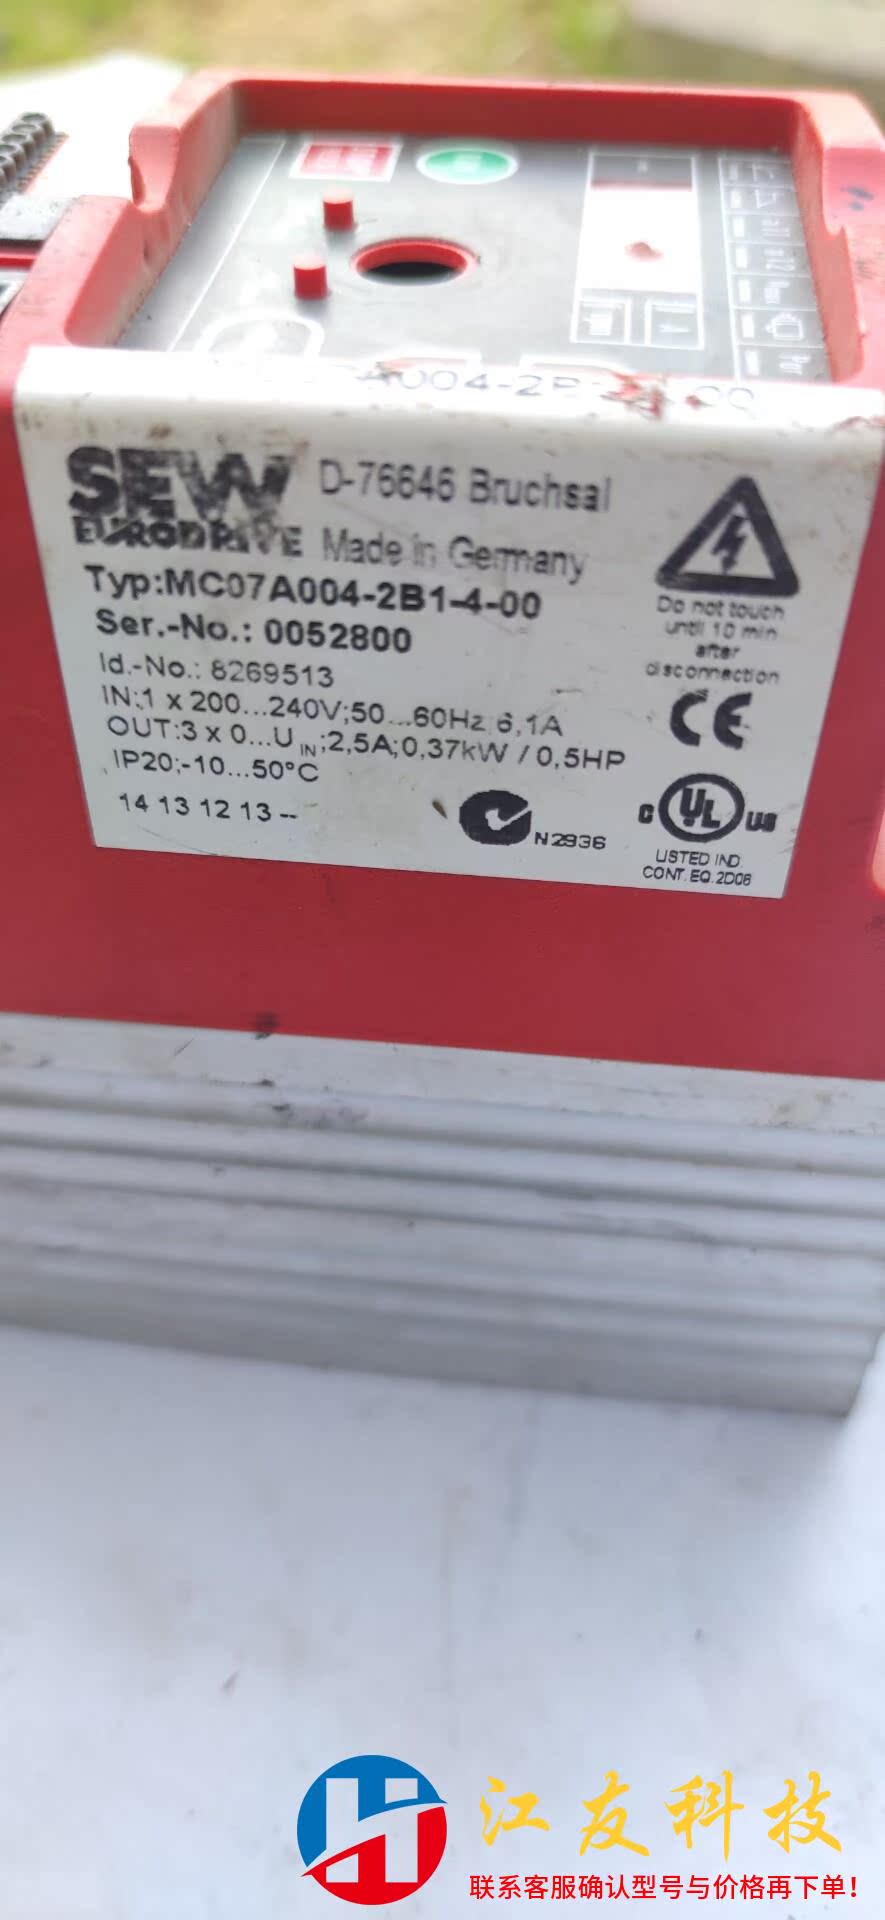 A004-2B
00
SEW
EURODRIVE
D-76646 Bruchsal
Made in Germany
Typ:MC07A004-2B1-4-00
Ser.-No.: 0052800
Id.-No.: 8269513
IN:1 x 200...240V;50...60Hz;6,1A
OUT:3 x 0...U IN;2,5A;0,37kW / 0,5HP
IP20;-10...50°C
14 13 12 13 --
N2936
Do not touch
until 10 min
after
disconnection
CE
C UL US
LISTED IND.
CONT. EQ. 2D06
江友科技
联系客服确认型号与价格再下单!